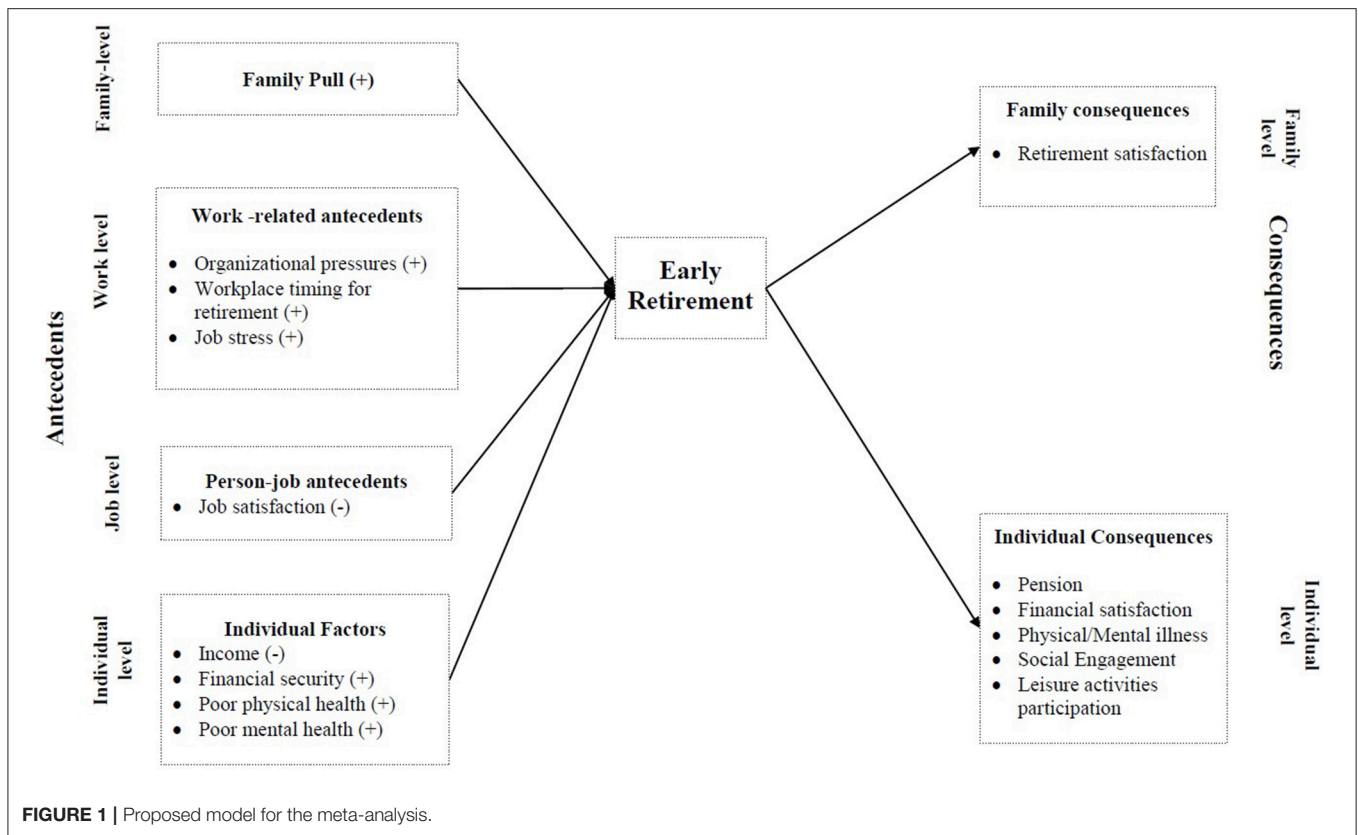 Antecedents
Family-level
Family Pull (+)
Work level
Work -related antecedents
• Organizational pressures (+)
• Workplace timing for
retirement (+)
• Job stress (+)
Job level
Person-job antecedents
• Job satisfaction (-)
Individual
level
Individual Factors
• Income (-)
• Financial security (+)
• Poor physical health (+)
• Poor mental health (+)
Early
Retirement
Family consequences
• Retirement satisfaction
Family
level
Consequences
Individual Consequences
• Pension
• Financial satisfaction
• Physical/Mental illness
• Social Engagement
• Leisure activities
participation
Individual
level
FIGURE 1 | Proposed model for the meta-analysis.